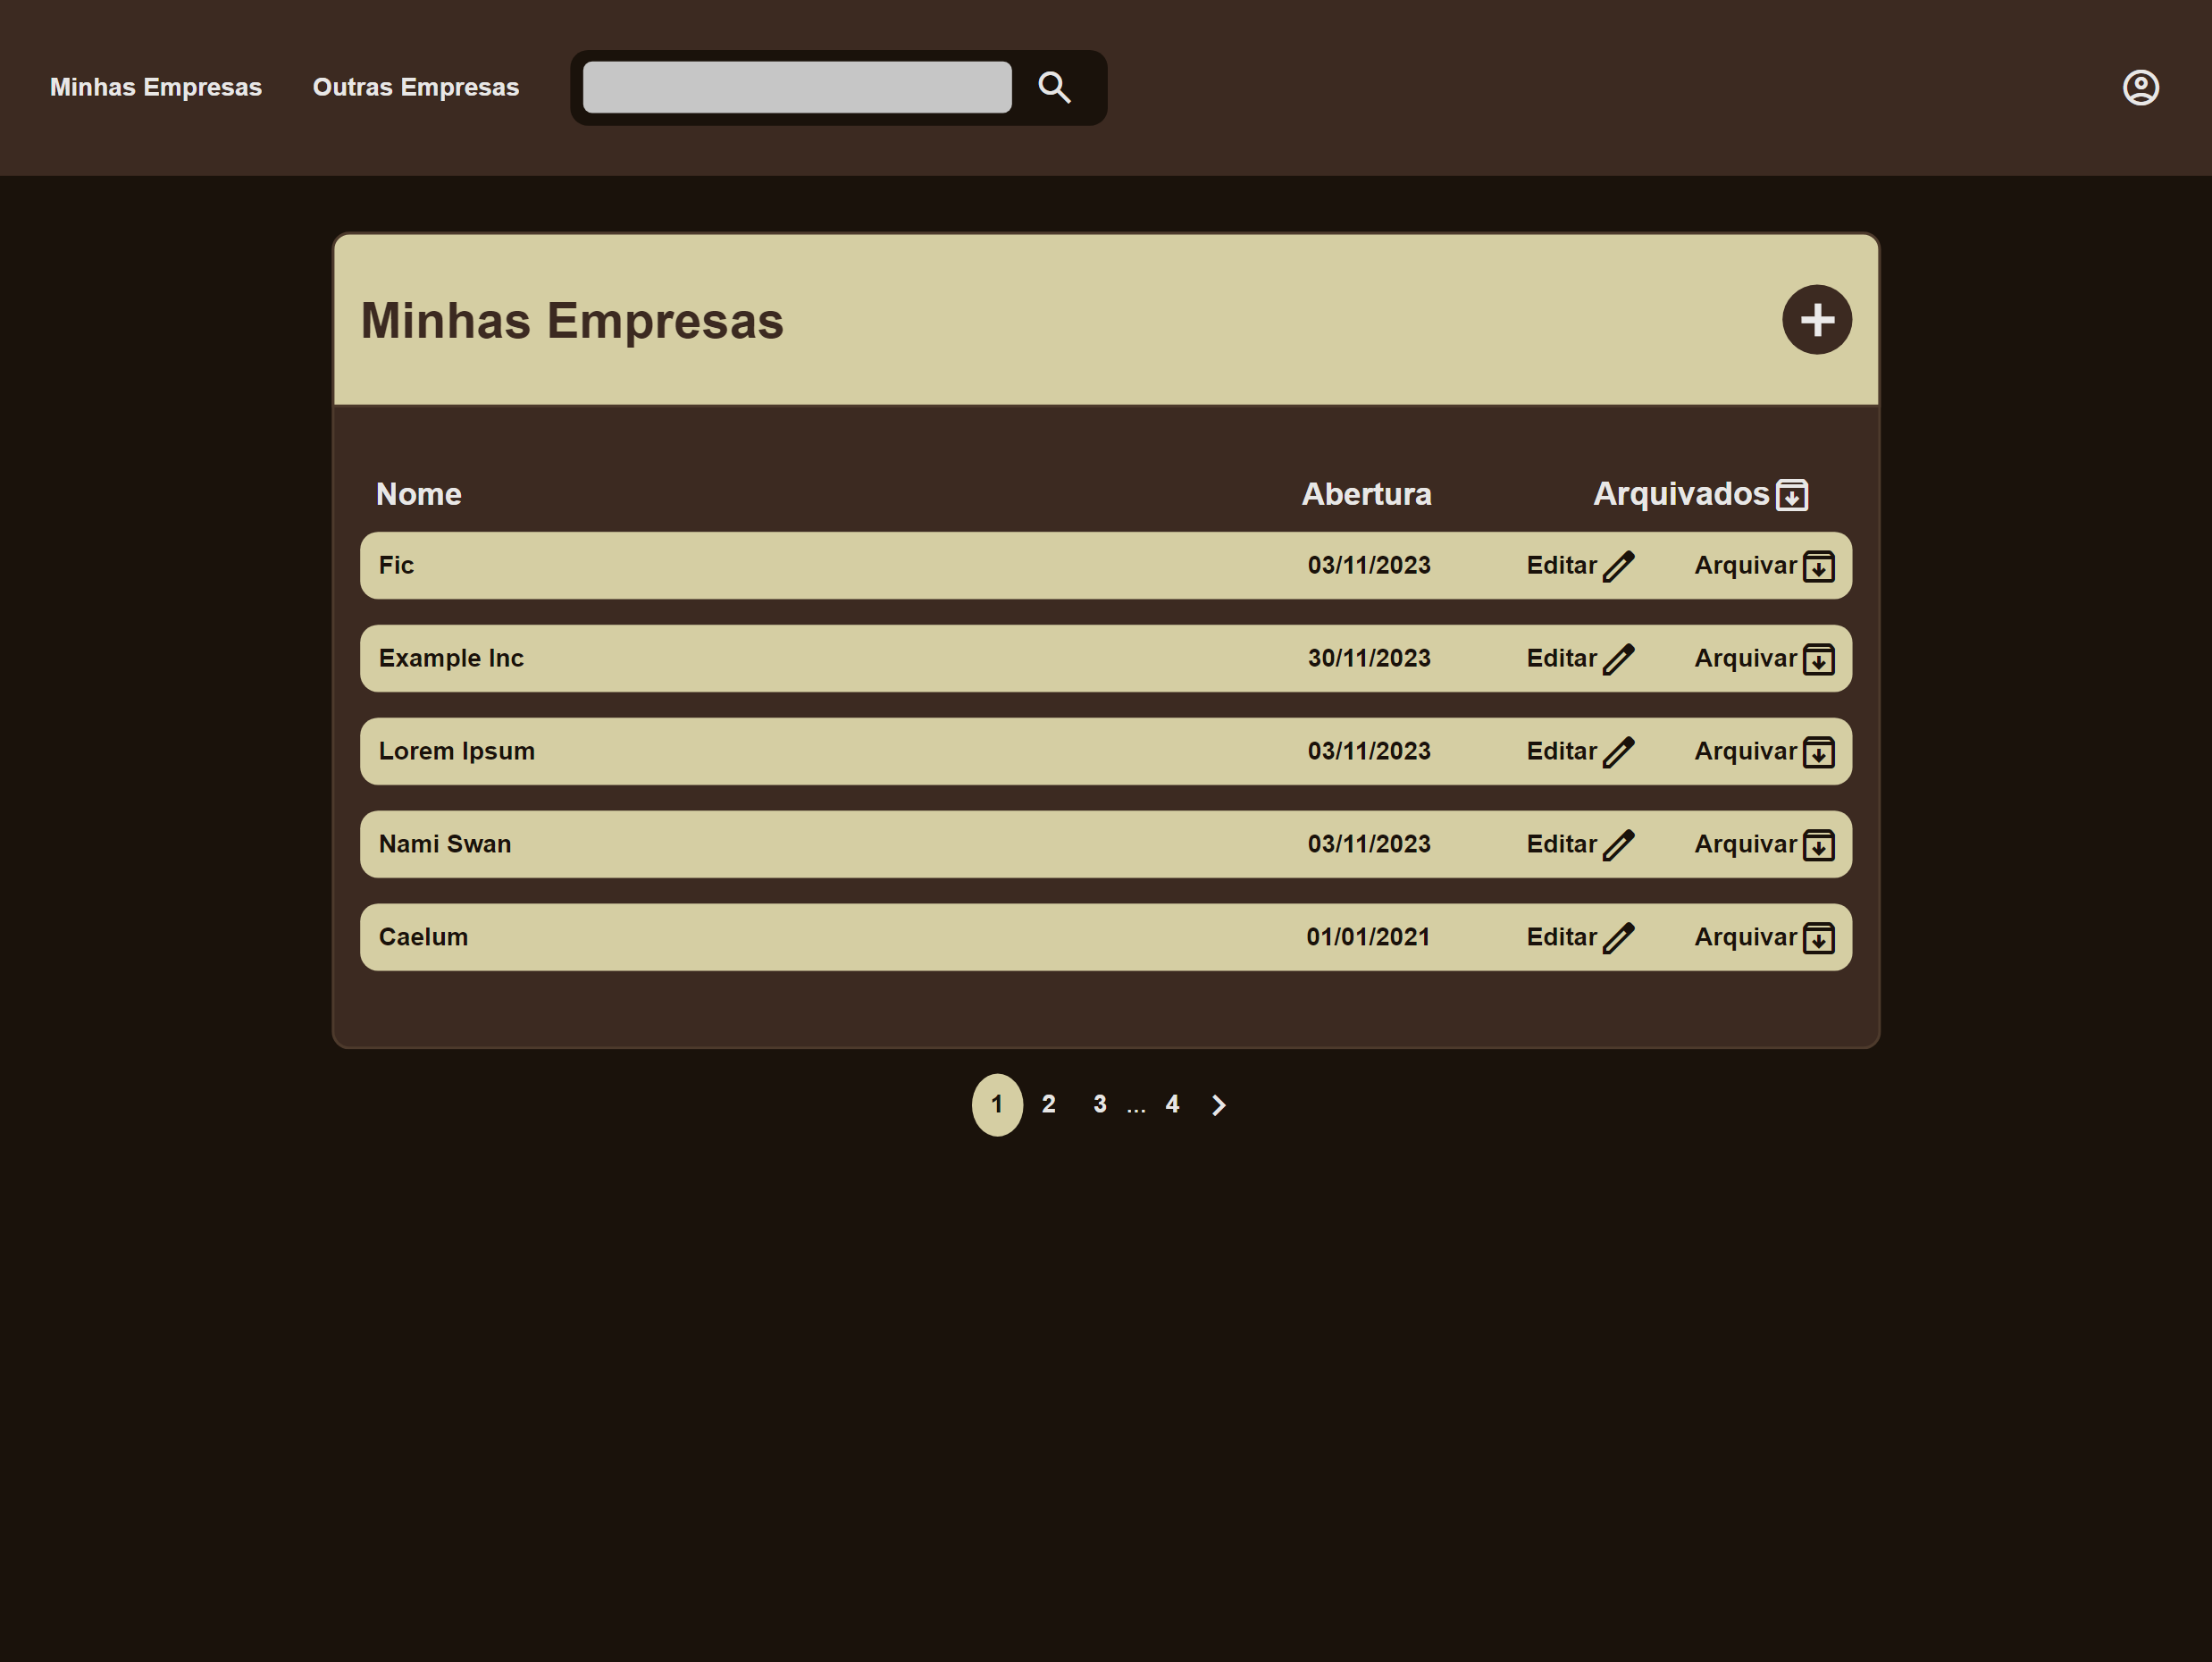 Minhas Empresas Outras Empresas
Minhas Empresas
Nome Abertura Arquivados
Fic 03/11/2023 Editar Arquivar
Example Inc 30/11/2023 Editar Arquivar
Lorem Ipsum 03/11/2023 Editar Arquivar
Nami Swan 03/11/2023 Editar Arquivar
Caelum 01/01/2021 Editar Arquivar
1 2 3 ... 4